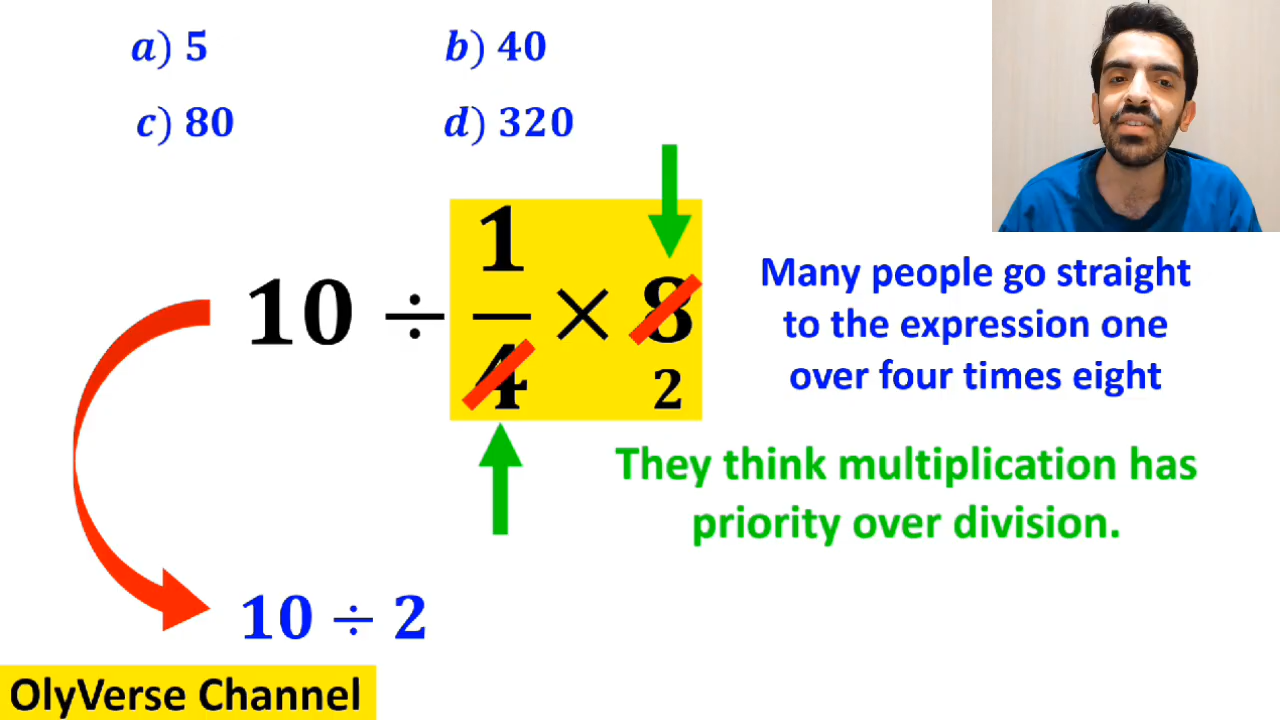 a) 5 b) 40
c) 80 d) 320
10 ÷ 1/4 × 8
2
Many people go straight
to the expression one
over four times eight
They think multiplication has
priority over division.
10 ÷ 2
OlyVerse Channel